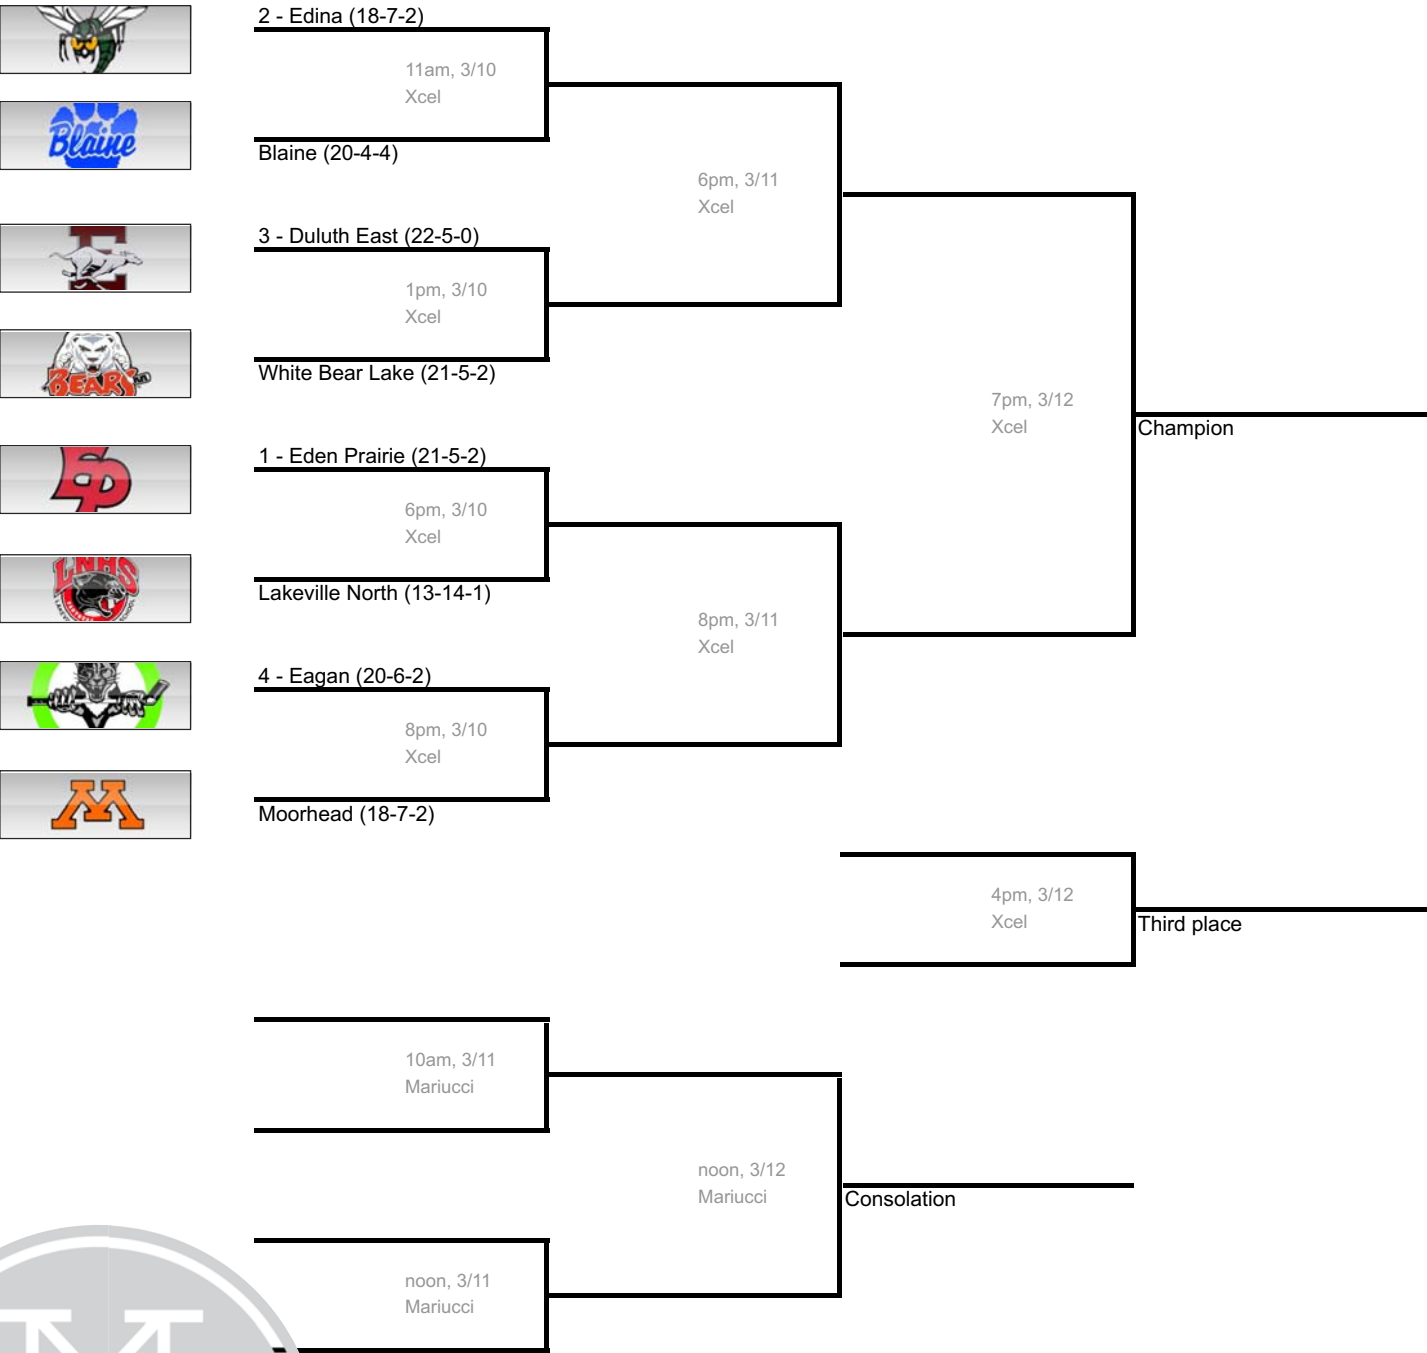 2 - Edina (18-7-2)
11am, 3/10
Xcel
Blaine
Blaine (20-4-4)
6pm, 3/11
Xcel
3 - Duluth East (22-5-0)
E
1pm, 3/10
Xcel
BEARS
White Bear Lake (21-5-2)
7pm, 3/12
Xcel
Champion
1 - Eden Prairie (21-5-2)
EP
6pm, 3/10
Xcel
LNHS
Lakeville North (13-14-1)
8pm, 3/11
Xcel
4 - Eagan (20-6-2)
8pm, 3/10
Xcel
M
Moorhead (18-7-2)
4pm, 3/12
Xcel
Third place
10am, 3/11
Mariucci
noon, 3/12
Mariucci
Consolation
noon, 3/11
Mariucci